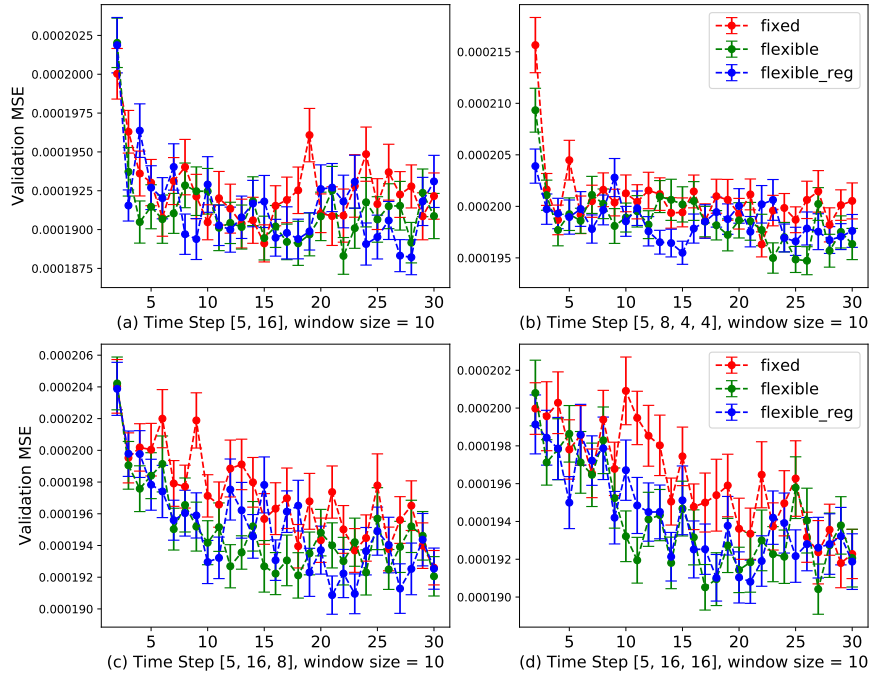 0.0002025
0.0002000
0.0001975
0.0001950
0.0001925
0.0001900
0.0001875
Validation MSE
5 10 15 20 25 30
(a) Time Step [5, 16], window size = 10
fixed
flexible
flexible_reg
0.000215
0.000210
0.000205
0.000200
0.000195
5 10 15 20 25 30
(b) Time Step [5, 8, 4, 4], window size = 10
0.000206
0.000204
0.000202
0.000200
0.000198
0.000196
0.000194
0.000192
0.000190
Validation MSE
5 10 15 20 25 30
(c) Time Step [5, 16, 8], window size = 10
fixed
flexible
flexible_reg
0.000202
0.000200
0.000198
0.000196
0.000194
0.000192
0.000190
5 10 15 20 25 30
(d) Time Step [5, 16, 16], window size = 10